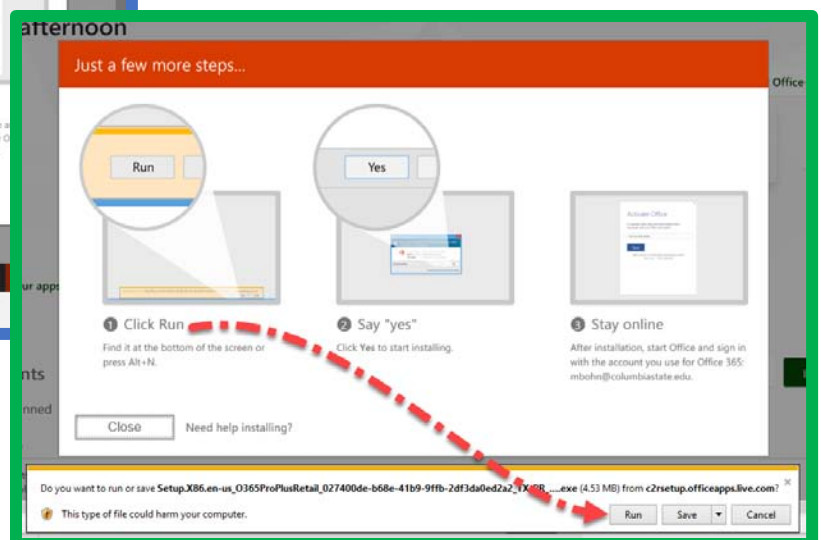 afternoon
Just a few more steps...
Office
Run
Yes
Activate Office
ur apps
1 Click Run
2 Say "yes"
3 Stay online
Find it at the bottom of the screen or
press Alt+N.
Click Yes to start installing.
After installation, start Office and sign in
with the account you use for Office 365:
mbohn@columbiastate.edu.
nts
nned
Close
Need help installing?
Do you want to run or save Setup.X86.en-us_O365ProPlusRetail_027400de-b68e-41b9-9ffb-2df3da0ed2a2_TX_PR_....exe (4.53 MB) from c2rsetup.officeapps.live.com?
This type of file could harm your computer.
Run
Save
Cancel